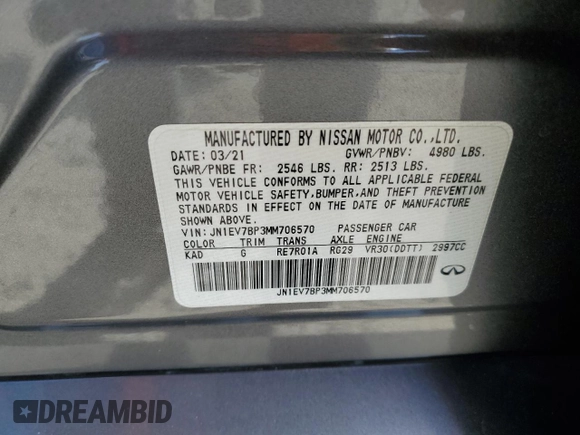 MANUFACTURED BY NISSAN MOTOR CO.,LTD.
DATE: 03/21 GVWR/PNBV: 4980 LBS.
GAWR/PNBE FR: 2546 LBS. RR: 2513 LBS.
THIS VEHICLE CONFORMS TO ALL APPLICABLE FEDERAL
MOTOR VEHICLE SAFETY,BUMPER,AND THEFT PREVENTION
STANDARDS IN EFFECT ON THE DATE OF MANUFACTURE
SHOWN ABOVE.
VIN: JN1EV7BP3MM706570 PASSENGER CAR
COLOR TRIM TRANS AXLE ENGINE
KAD G RE7R01A RG29 VR30(DDTT) 2997CC
JN1EV7BP3MM706570
DREAMBID